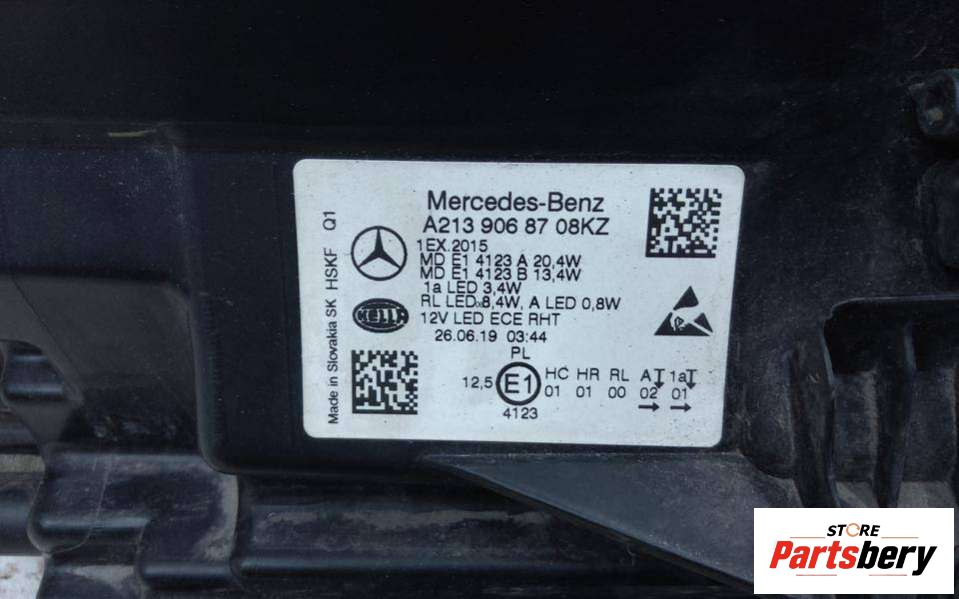 Mercedes-Benz
A213 906 87 08KZ
1EX.2015
MD E1 4123 A 20,4W
MD E1 4123 B 13,4W
1a LED 3,4W
RL LED 8,4W, A LED 0,8W
12V LED ECE RHT
26.06.19 03:44
PL
HC HR RL A 1a
12,5 E1
01 01 00 02 01
4123
Made in Slovakia SK HSKF Q1
HELLA
STORE
Partsbery